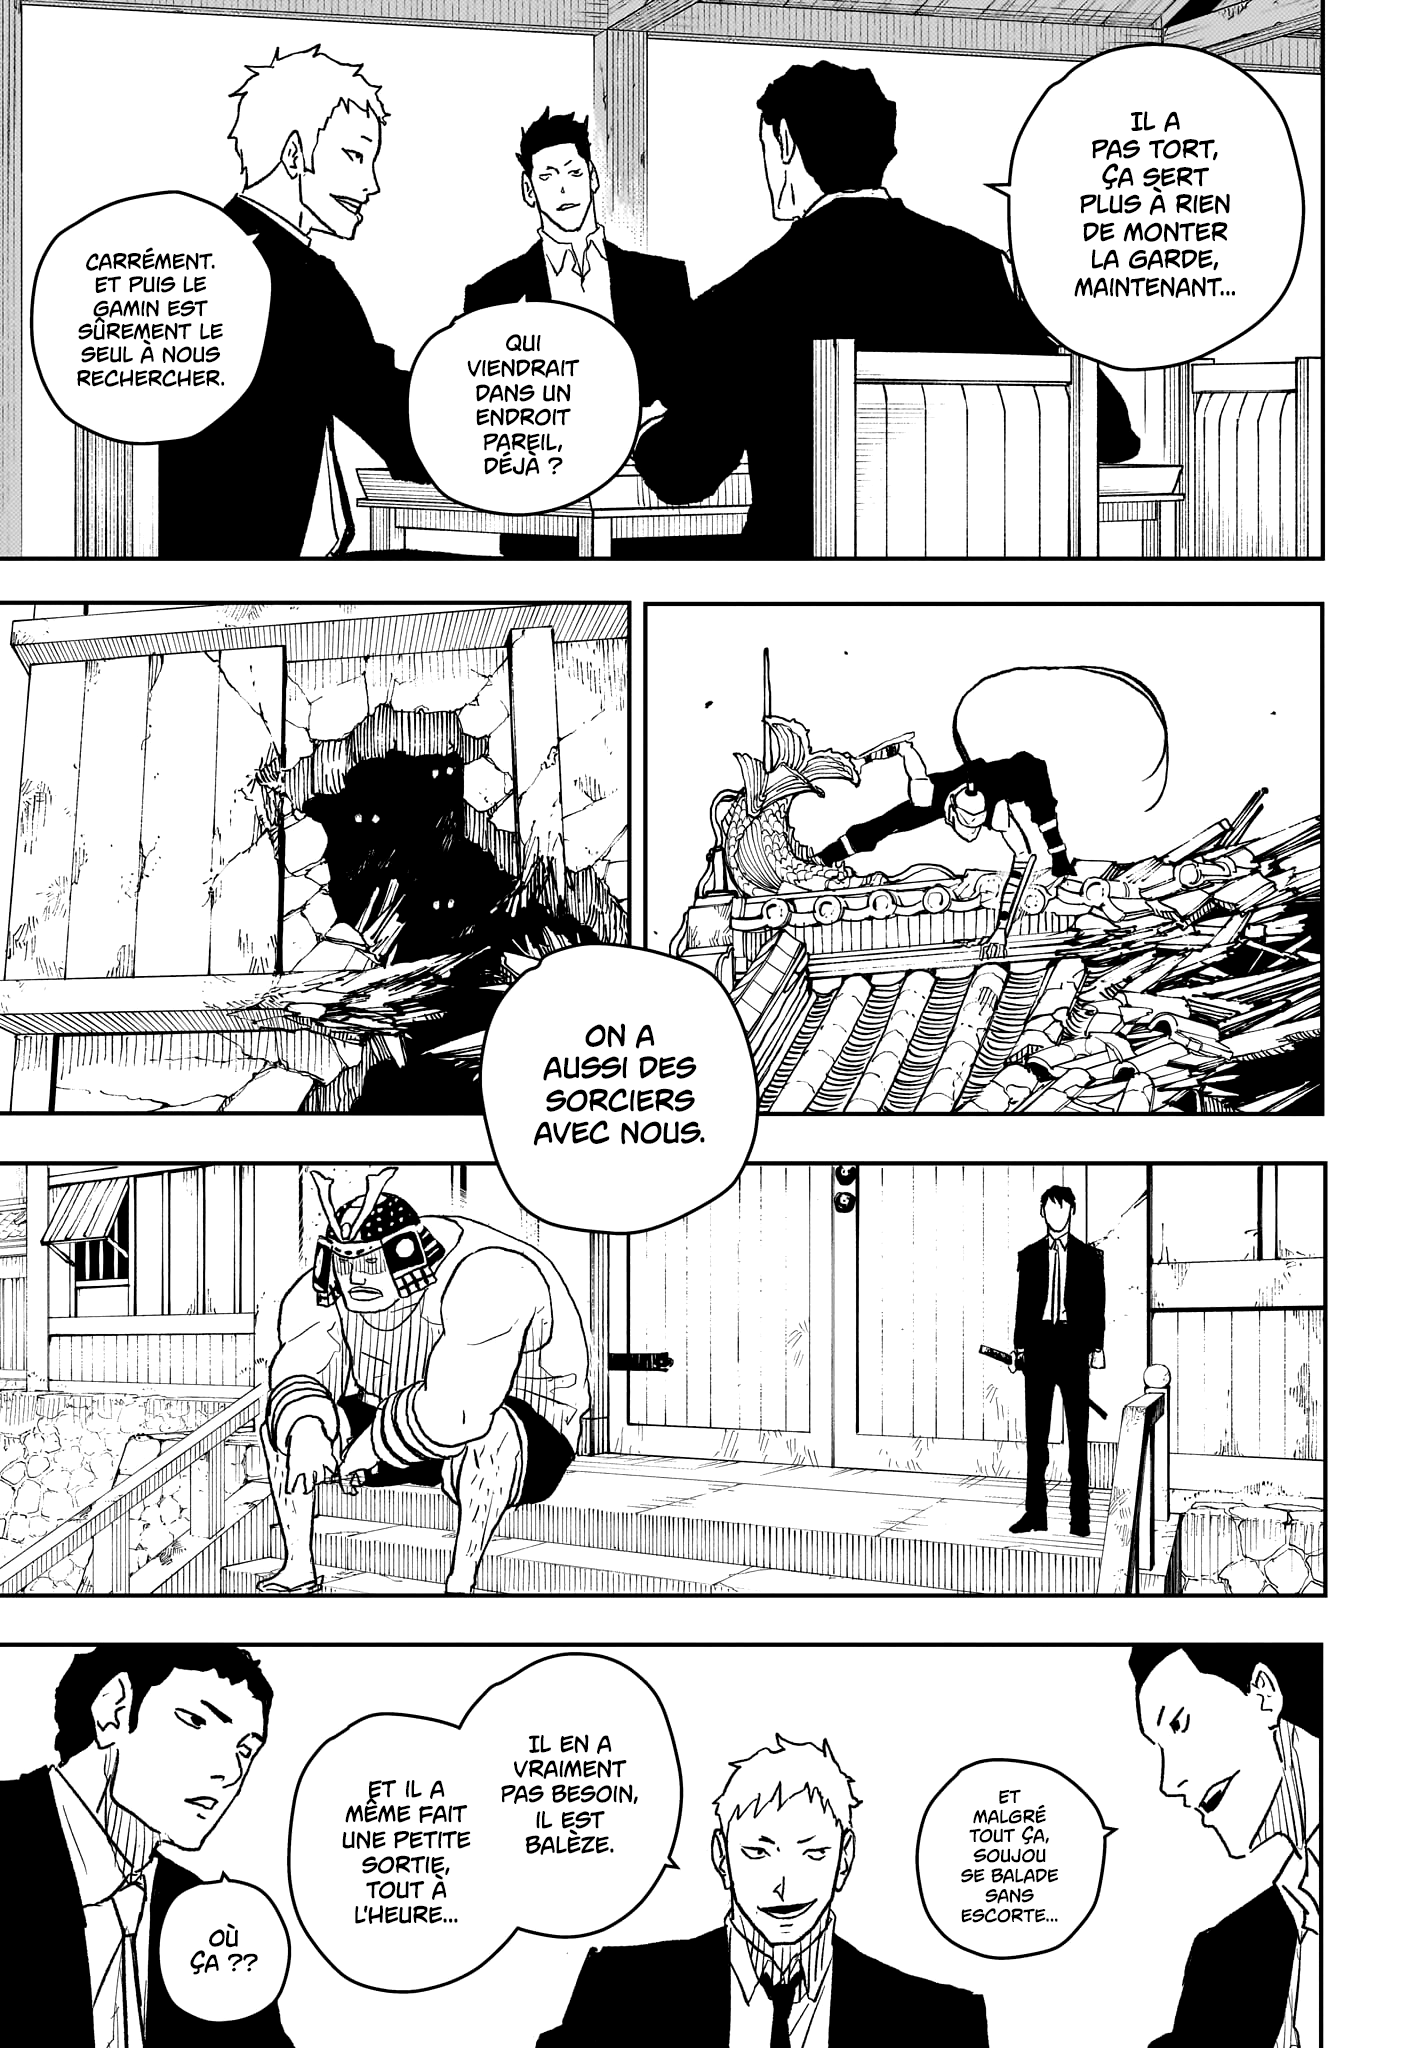 IL A
PAS TORT,
ÇA SERT
PLUS À RIEN
DE MONTER
LA GARDE,
MAINTENANT...
QUI
VIENDRAIT
DANS UN
ENDROIT
PAREIL,
DÉJÀ ?
CARRÉMENT.
ET PUIS LE
GAMIN EST
SÛREMENT LE
SEUL À NOUS
RECHERCHER.
ON A
AUSSI DES
SORCIERS
AVEC NOUS.
ET
MALGRÉ
TOUT ÇA,
SOUJOU
SE BALADE
SANS
ESCORTE...
IL EN A
VRAIMENT
PAS BESOIN,
IL EST
BALÈZE.
ET IL A
MÊME FAIT
UNE PETITE
SORTIE,
TOUT À
L'HEURE...
OÙ
ÇA ??